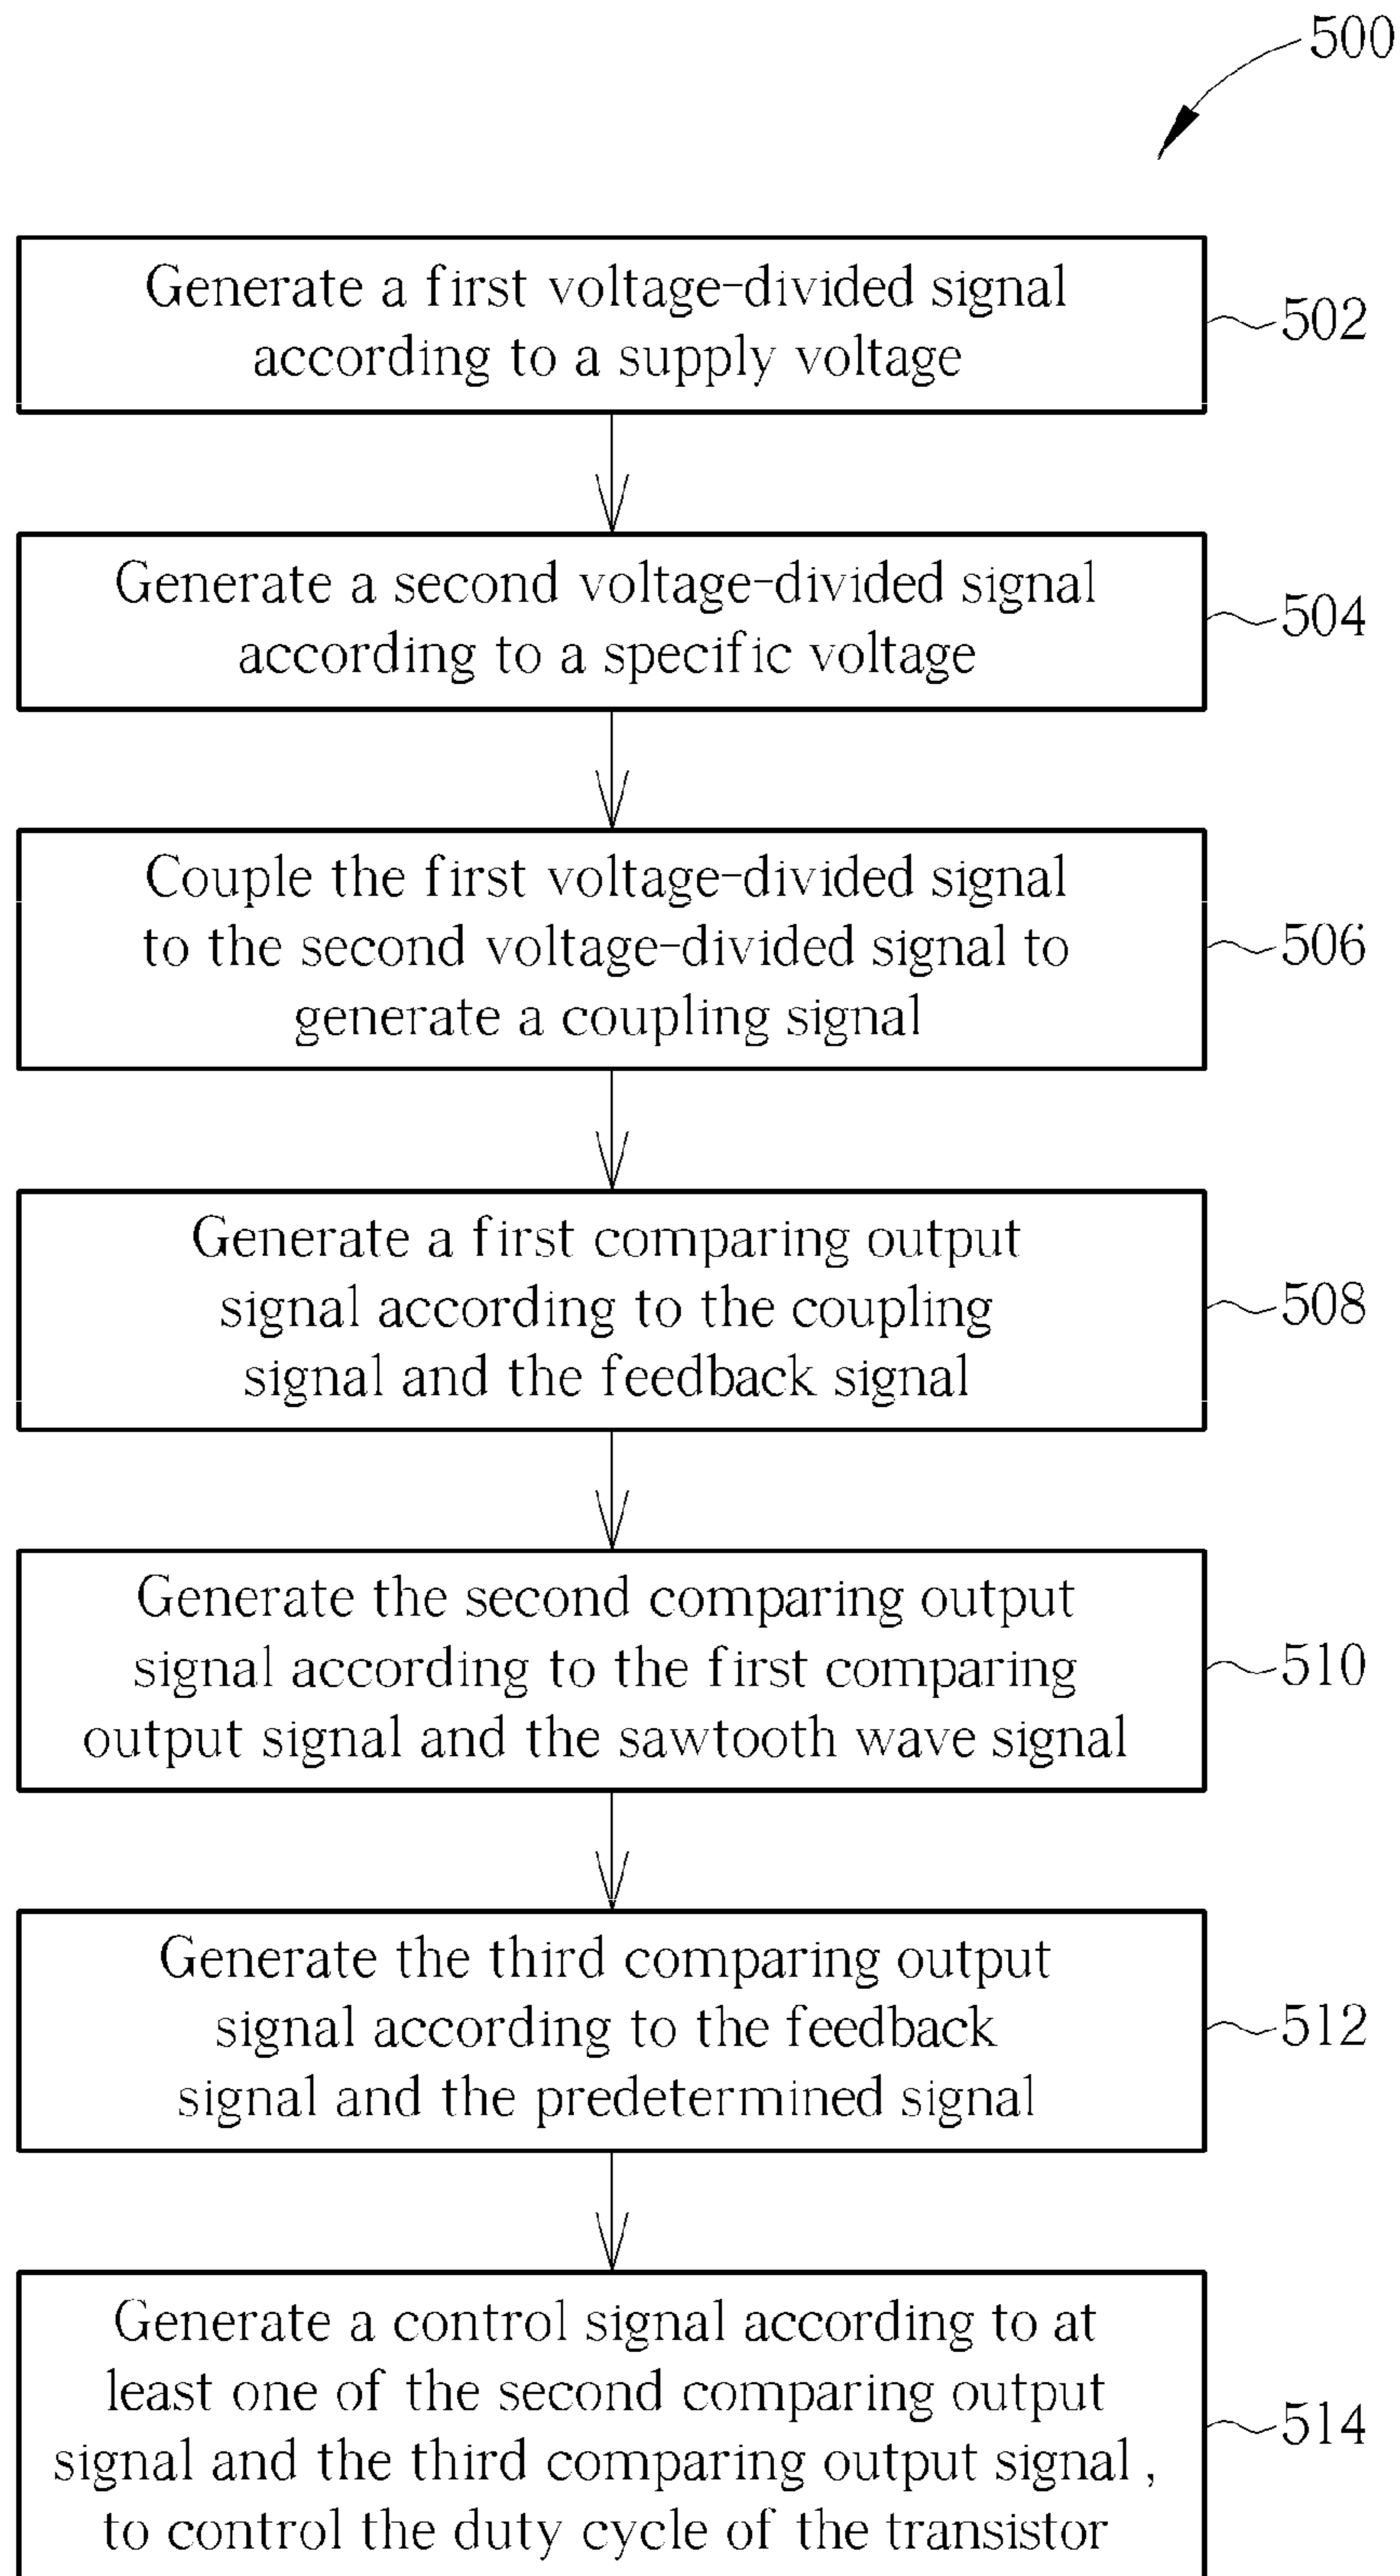 500
Generate a first voltage-divided signal
according to a supply voltage
502
Generate a second voltage-divided signal
according to a specific voltage
504
Couple the first voltage-divided signal
to the second voltage-divided signal to
generate a coupling signal
506
Generate a first comparing output
signal according to the coupling
signal and the feedback signal
508
Generate the second comparing output
signal according to the first comparing
output signal and the sawtooth wave signal
510
Generate the third comparing output
signal according to the feedback
signal and the predetermined signal
512
Generate a control signal according to at
least one of the second comparing output
signal and the third comparing output signal,
to control the duty cycle of the transistor
514